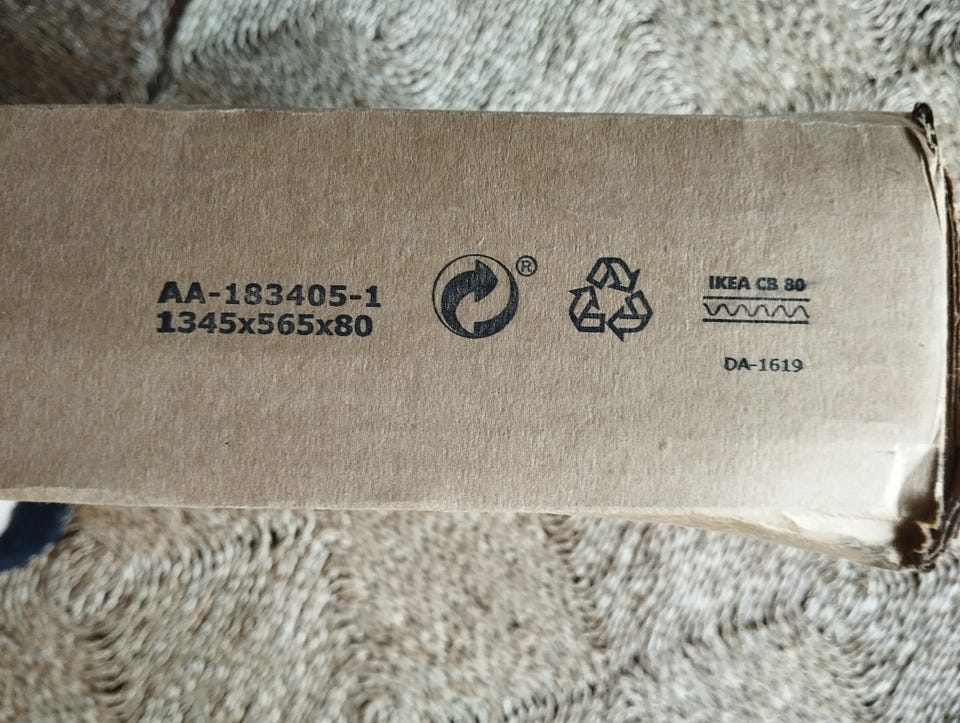 AA-183405-1
1345x565x80
®
IKEA CB 80
DA-1619